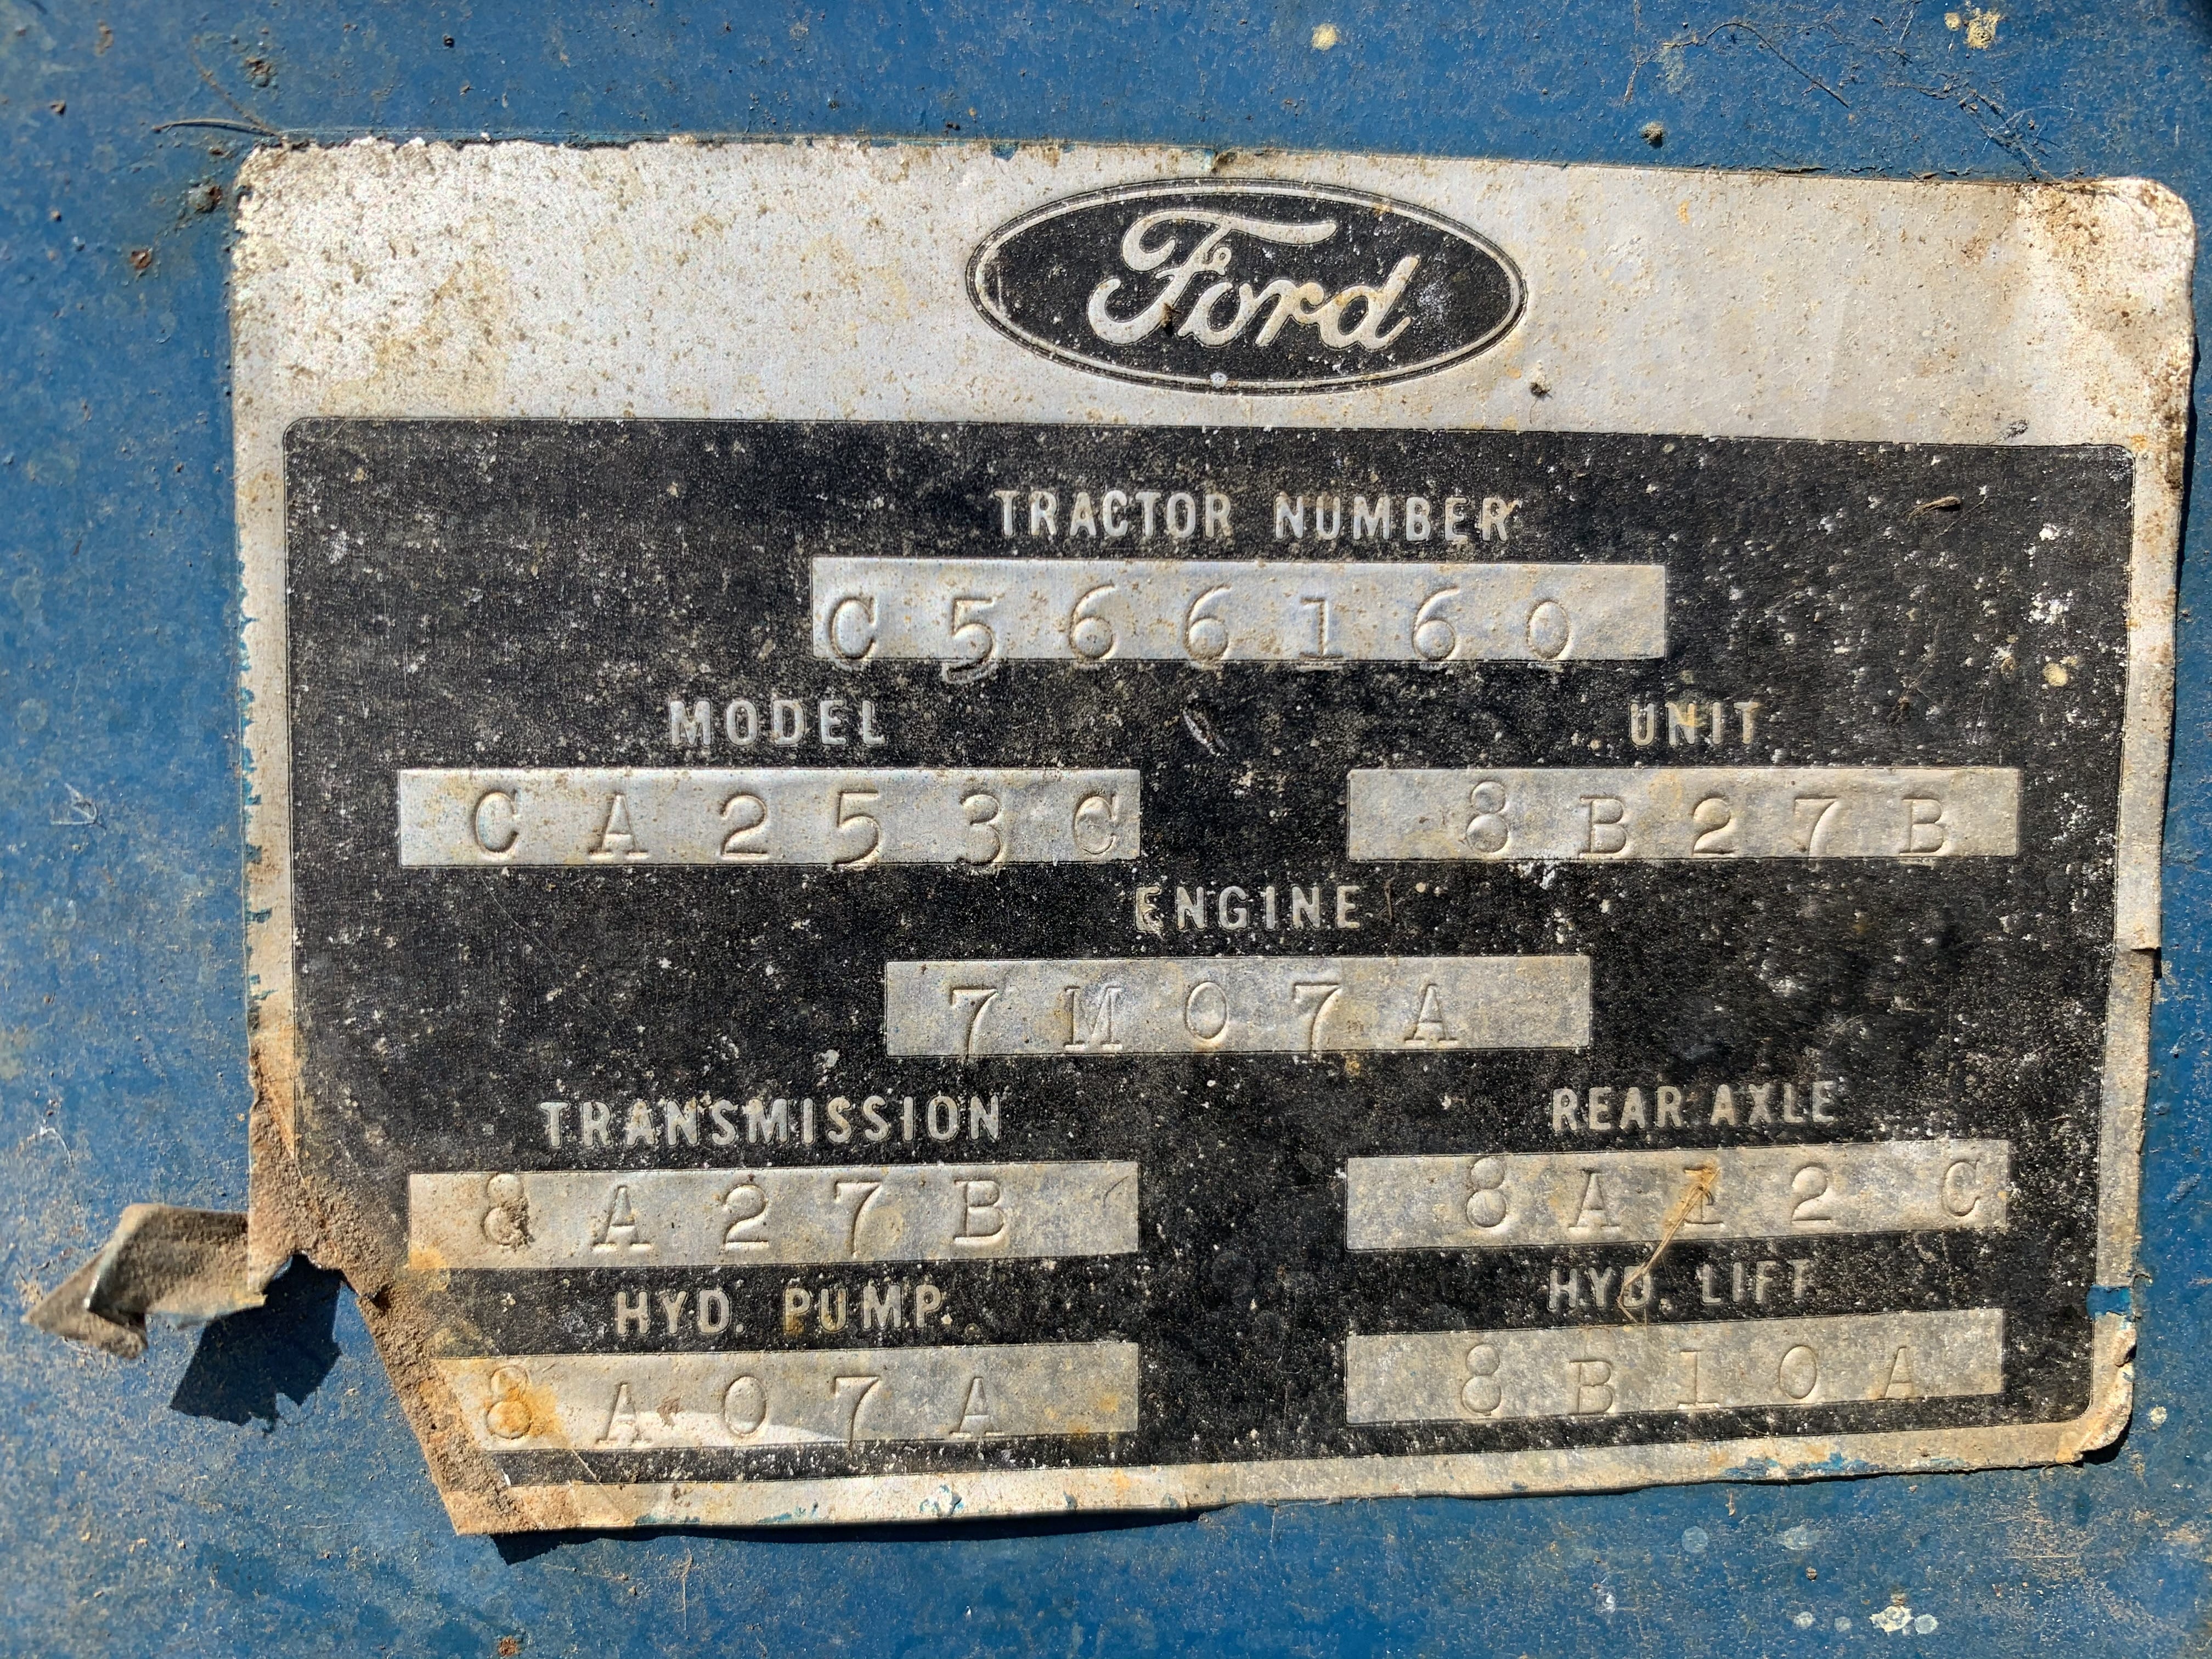 Ford
TRACTOR NUMBER
C566160
MODEL UNIT
CA253C 8B27B
ENGINE
7M07A
TRANSMISSION REAR AXLE
8A27B 8A12C
HYD. PUMP. HYD. LIFT
8A07A 8B10A